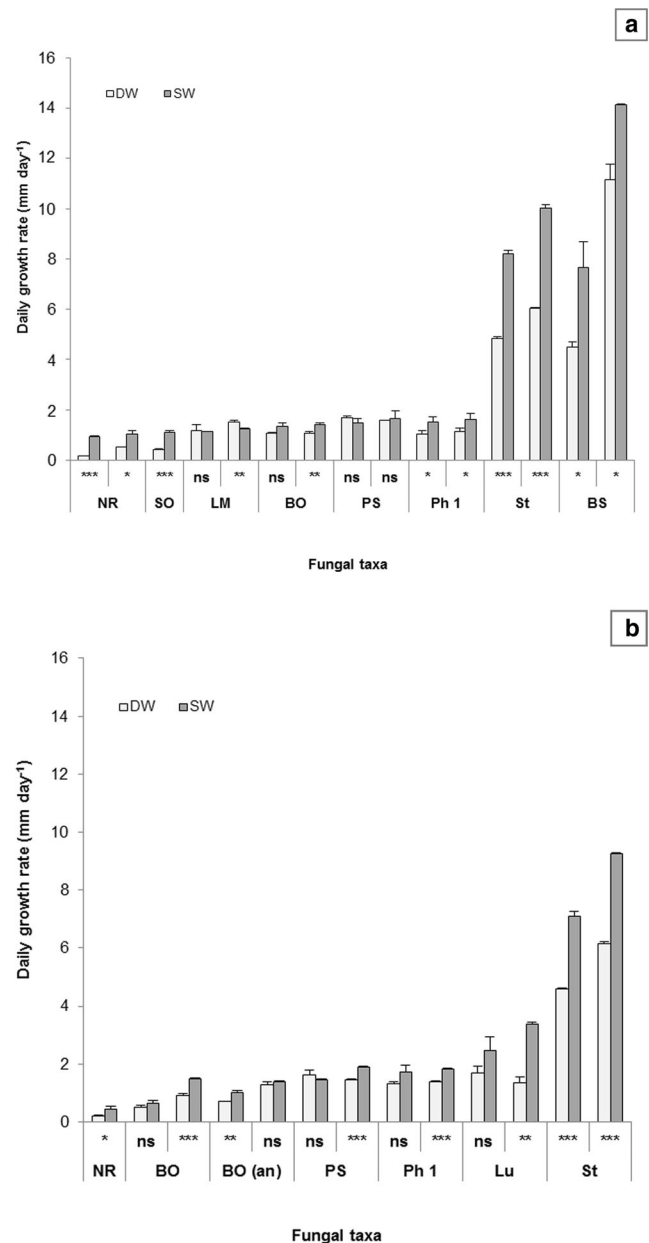 a
16
14
12
10
8
6
4
2
0
Daily growth rate (mm day-1)
DW SW
*** * *** ns ** ns ** ns ns * * *** *** * *
NR SO LM BO PS Ph 1 St BS
Fungal taxa
b
16
14
12
10
8
6
4
2
0
Daily growth rate (mm day-1)
DW SW
* ns *** ** ns ns *** ns *** ns ** *** ***
NR BO BO (an) PS Ph 1 Lu St
Fungal taxa